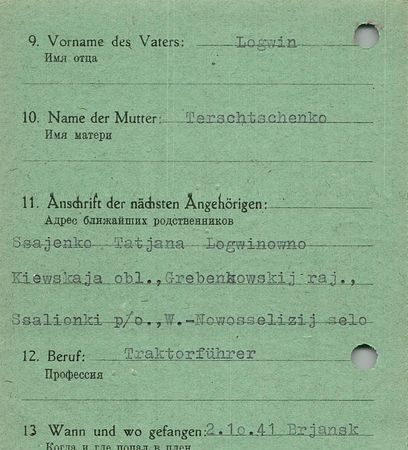 9. Vorname des Vaters: Logwin
Имя отца
10. Name der Mutter: Terschtschenko
Имя матери
11. Anschrift der nächsten Angehörigen:
Адрес ближайших родственников
Ssajenko Tatjana Logwinowno
Kiewskaja obl., Grebenkowskij raj.,
Ssalionki p/o., W.-Nowosselizij selo
12. Beruf: Traktorführer
Профессия
13 Wann und wo gefangen: 2.1o.41 Brjansk
Когда и где попал в плен